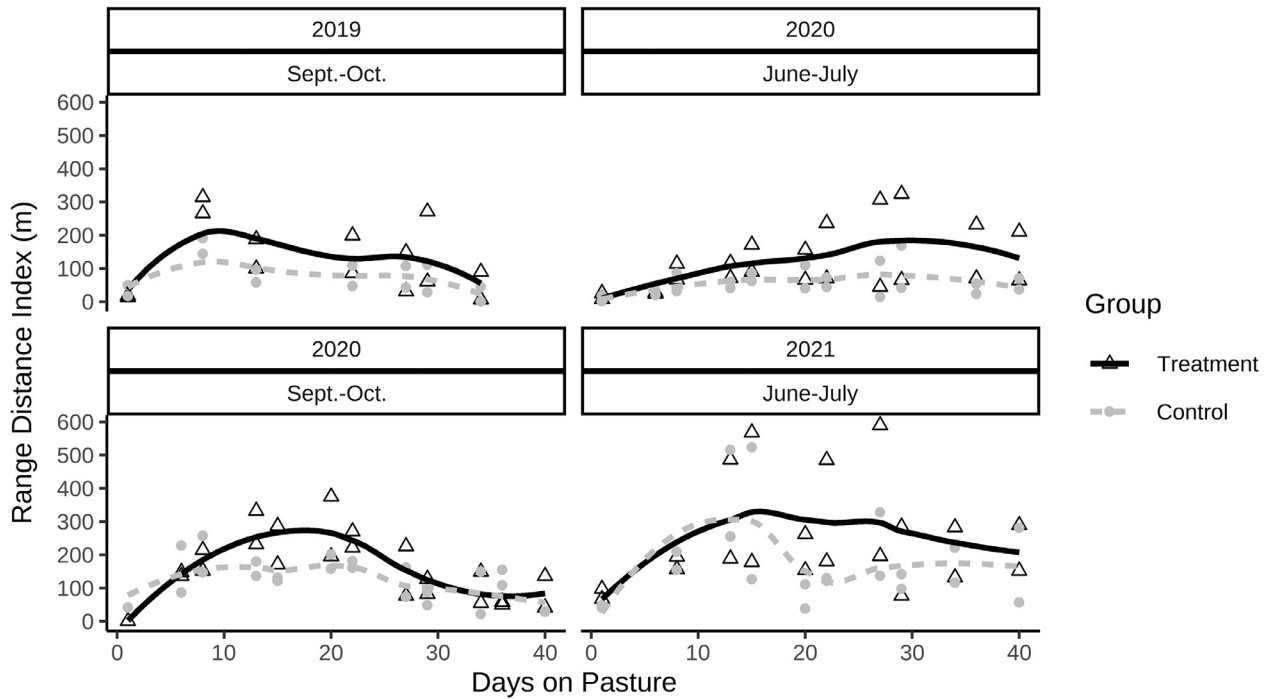 2019
2020
Sept.-Oct.
June-July
600
500
400
300
200
100
0
Range Distance Index (m)
Group
Treatment
Control
2020
2021
Sept.-Oct.
June-July
600
500
400
300
200
100
0
0 10 20 30 40
0 10 20 30 40
Days on Pasture